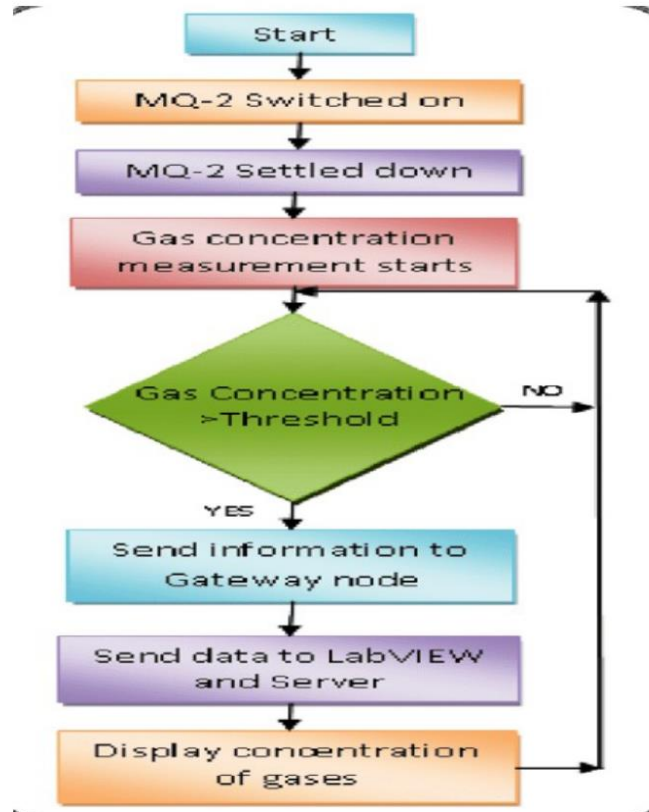 Start
MQ-2 Switched on
MQ-2 Settled down
Gas concentration
measurement starts
Gas Concentration
>Threshold
NO
YES
Send information to
Gateway node
Send data to LabVIEW
and Server
Display concentration
of gases